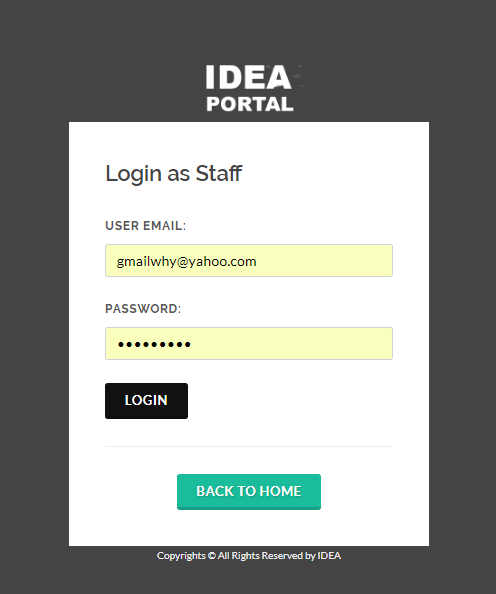 IDEA
PORTAL
Login as Staff
USER EMAIL:
gmailwhy@yahoo.com
PASSWORD:
•••••••••
LOGIN
BACK TO HOME
Copyrights © All Rights Reserved by IDEA